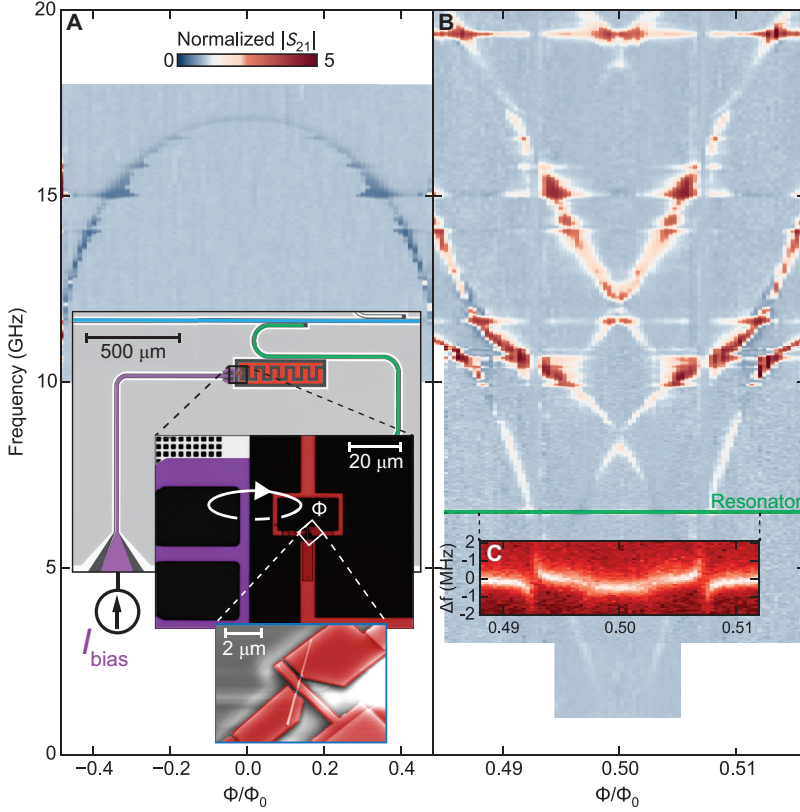 A
Normalized |S21|
0
5
B
20
15
10
5
0
Frequency (GHz)
500 μm
20 μm
Φ
2 μm
Ibias
Resonator
C
Δf (MHz)
2
-1
0
-1
-2
0.49
0.50
0.51
−0.4
−0.2
0.0
0.2
0.4
0.49
0.50
0.51
Φ/Φ0
Φ/Φ0